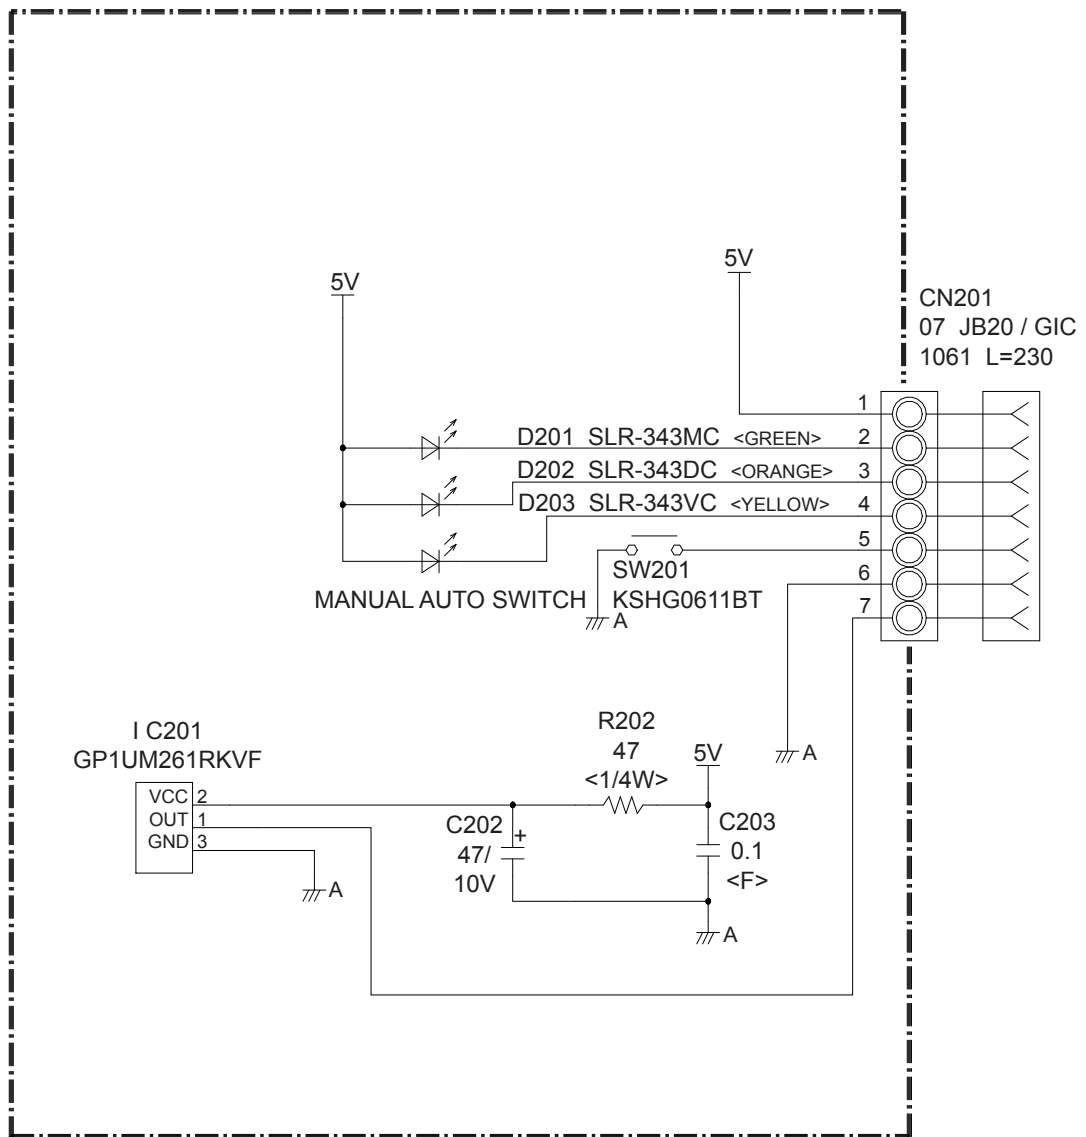 5V
5V
CN201
07 JB20 / GIC
1061 L=230
1
D201 SLR-343MC <GREEN> 2
D202 SLR-343DC <ORANGE> 3
D203 SLR-343VC <YELLOW> 4
5
SW201
6
MANUAL AUTO SWITCH KSHG0611BT
7
A
I C201
GP1UM261RKVF
R202
47
<1/4W>
5V
A
VCC 2
OUT 1
GND 3
A
C202
47/
10V
+
C203
0.1
<F>
A